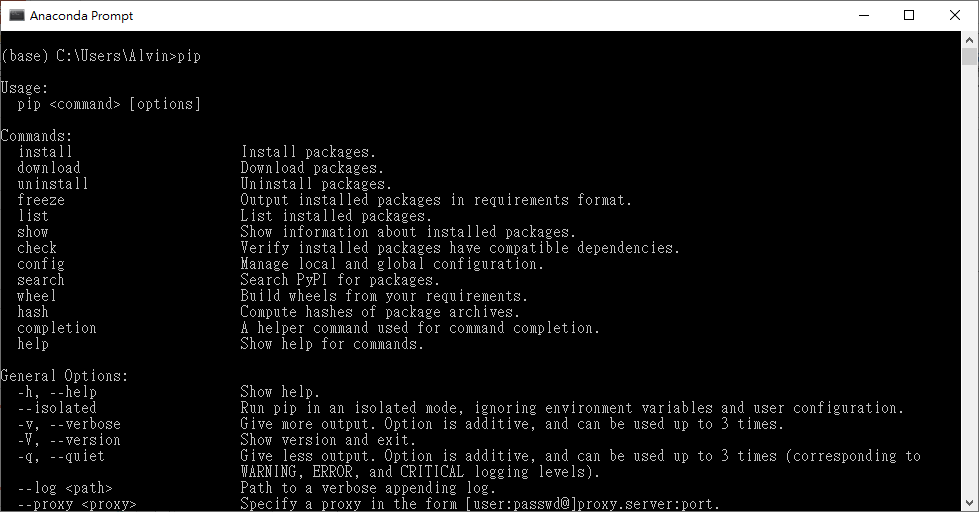 Anaconda Prompt
(base) C:\Users\Alvin>pip
Usage:
  pip <command> [options]
Commands:
  install                     Install packages.
  download                    Download packages.
  uninstall                   Uninstall packages.
  freeze                      Output installed packages in requirements format.
  list                        List installed packages.
  show                        Show information about installed packages.
  check                       Verify installed packages have compatible dependencies.
  config                      Manage local and global configuration.
  search                      Search PyPI for packages.
  wheel                       Build wheels from your requirements.
  hash                        Compute hashes of package archives.
  completion                  A helper command used for command completion.
  help                        Show help for commands.
General Options:
  -h, --help                  Show help.
  --isolated                  Run pip in an isolated mode, ignoring environment variables and user configuration.
  -v, --verbose               Give more output. Option is additive, and can be used up to 3 times.
  -V, --version               Show version and exit.
  -q, --quiet                 Give less output. Option is additive, and can be used up to 3 times (corresponding to
                              WARNING, ERROR, and CRITICAL logging levels).
  --log <path>                Path to a verbose appending log.
  --proxy <proxy>             Specify a proxy in the form [user:passwd@]proxy.server:port.